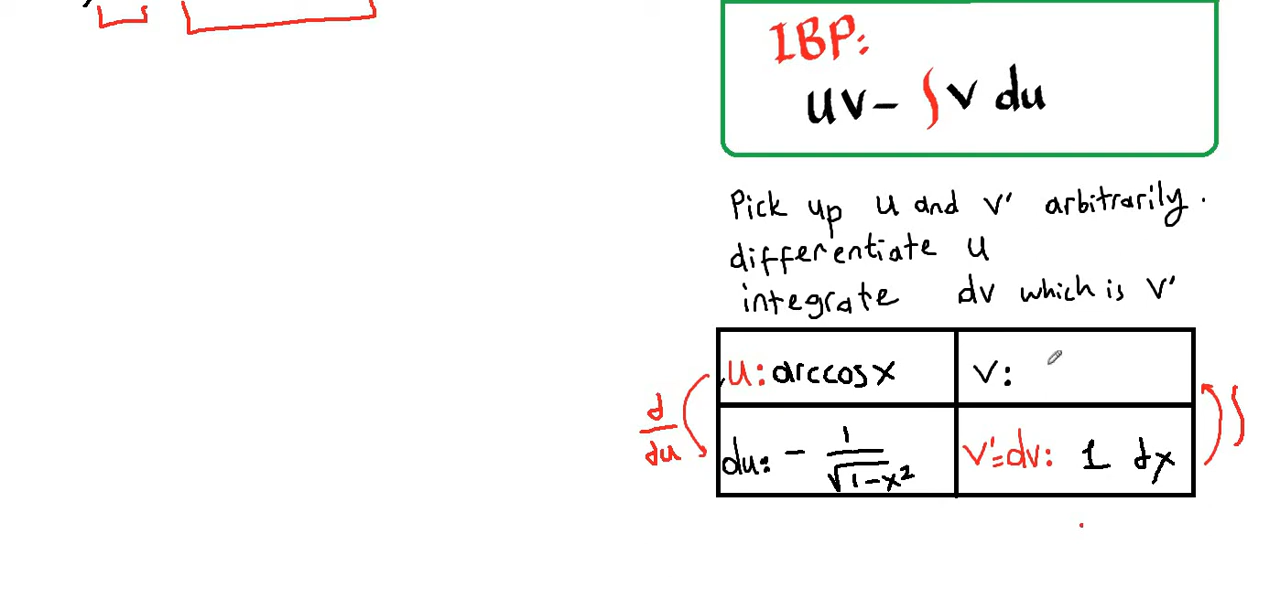 IBP:
uv - ∫ v du
Pick up u and v' arbitrarily.
differentiate u
integrate dv which is v'
u: arccosx
v:
d/du
du: - 1/√(1-x²)
v'=dv: 1 dx
∫